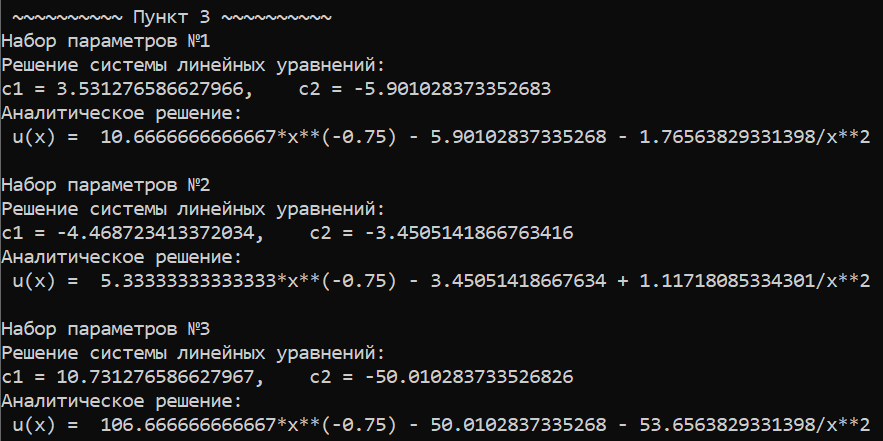 ~~~~~~~~~~ Пункт 3 ~~~~~~~~~~
Набор параметров №1
Решение системы линейных уравнений:
c1 = 3.531276586627966,    c2 = -5.901028373352683
Аналитическое решение:
u(x) =  10.6666666666667*x**(-0.75) - 5.90102837335268 - 1.76563829331398/x**2
Набор параметров №2
Решение системы линейных уравнений:
c1 = -4.468723413372034,    c2 = -3.4505141866763416
Аналитическое решение:
u(x) =  5.33333333333333*x**(-0.75) - 3.45051418667634 + 1.11718085334301/x**2
Набор параметров №3
Решение системы линейных уравнений:
c1 = 10.731276586627967,    c2 = -50.010283733526826
Аналитическое решение:
u(x) =  106.666666666667*x**(-0.75) - 50.0102837335268 - 53.6563829331398/x**2